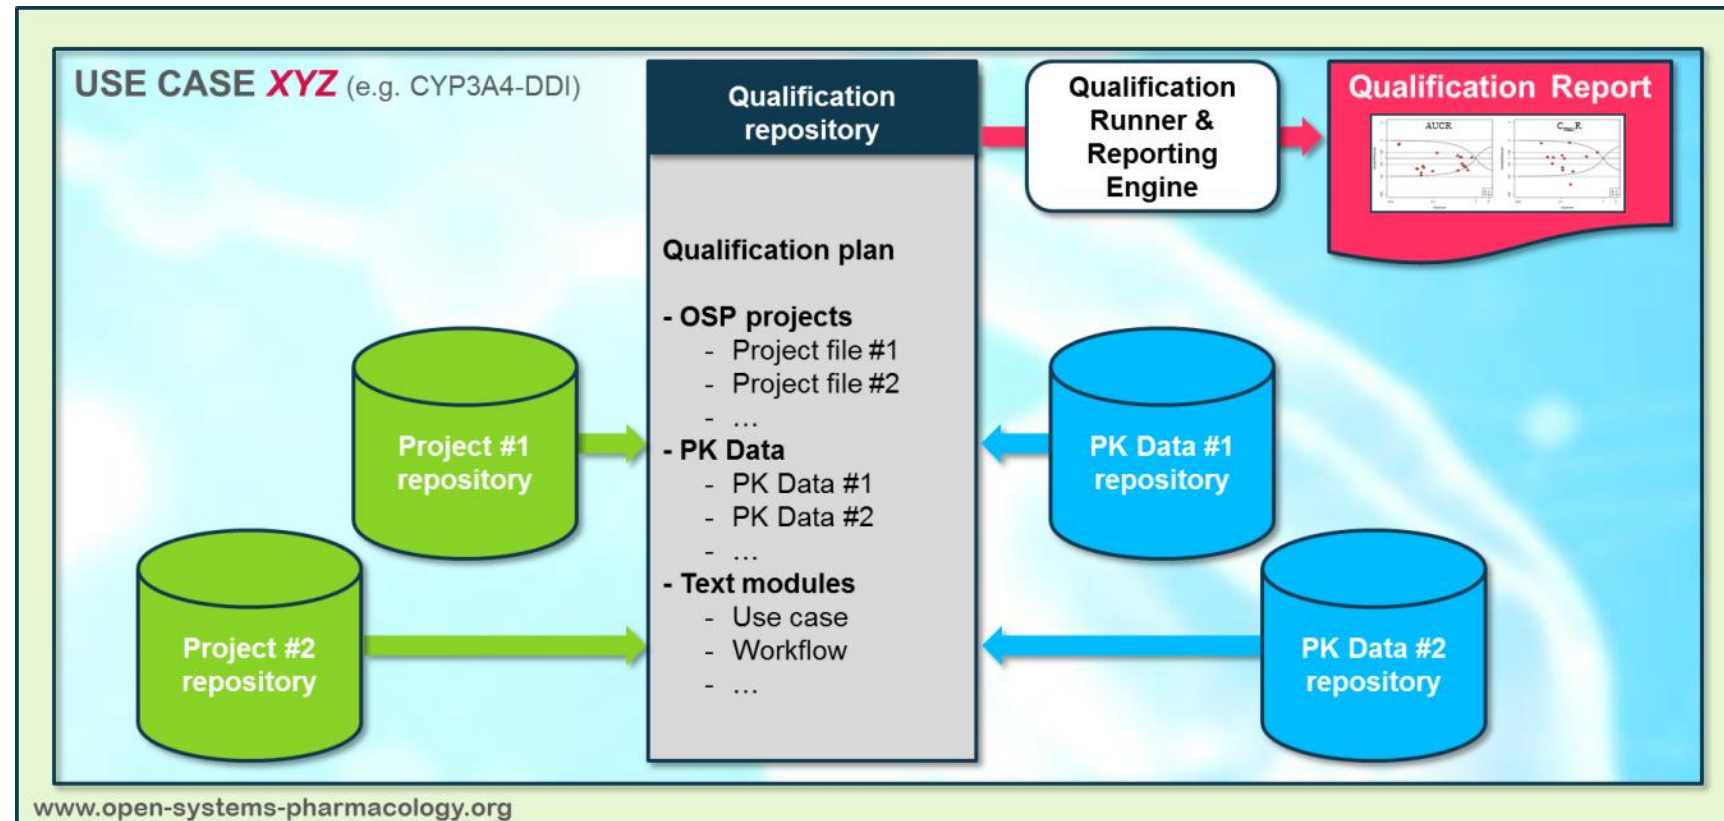 USE CASE XYZ (e.g. CYP3A4-DDI)
Qualification
repository
Qualification
Runner &
Reporting
Engine
Qualification Report
AUCR
CmaxR
Qualification plan
- OSP projects
- Project file #1
- Project file #2
- …
- PK Data
- PK Data #1
- PK Data #2
- …
- Text modules
- Use case
- Workflow
- …
Project #1
repository
Project #2
repository
PK Data #1
repository
PK Data #2
repository
www.open-systems-pharmacology.org